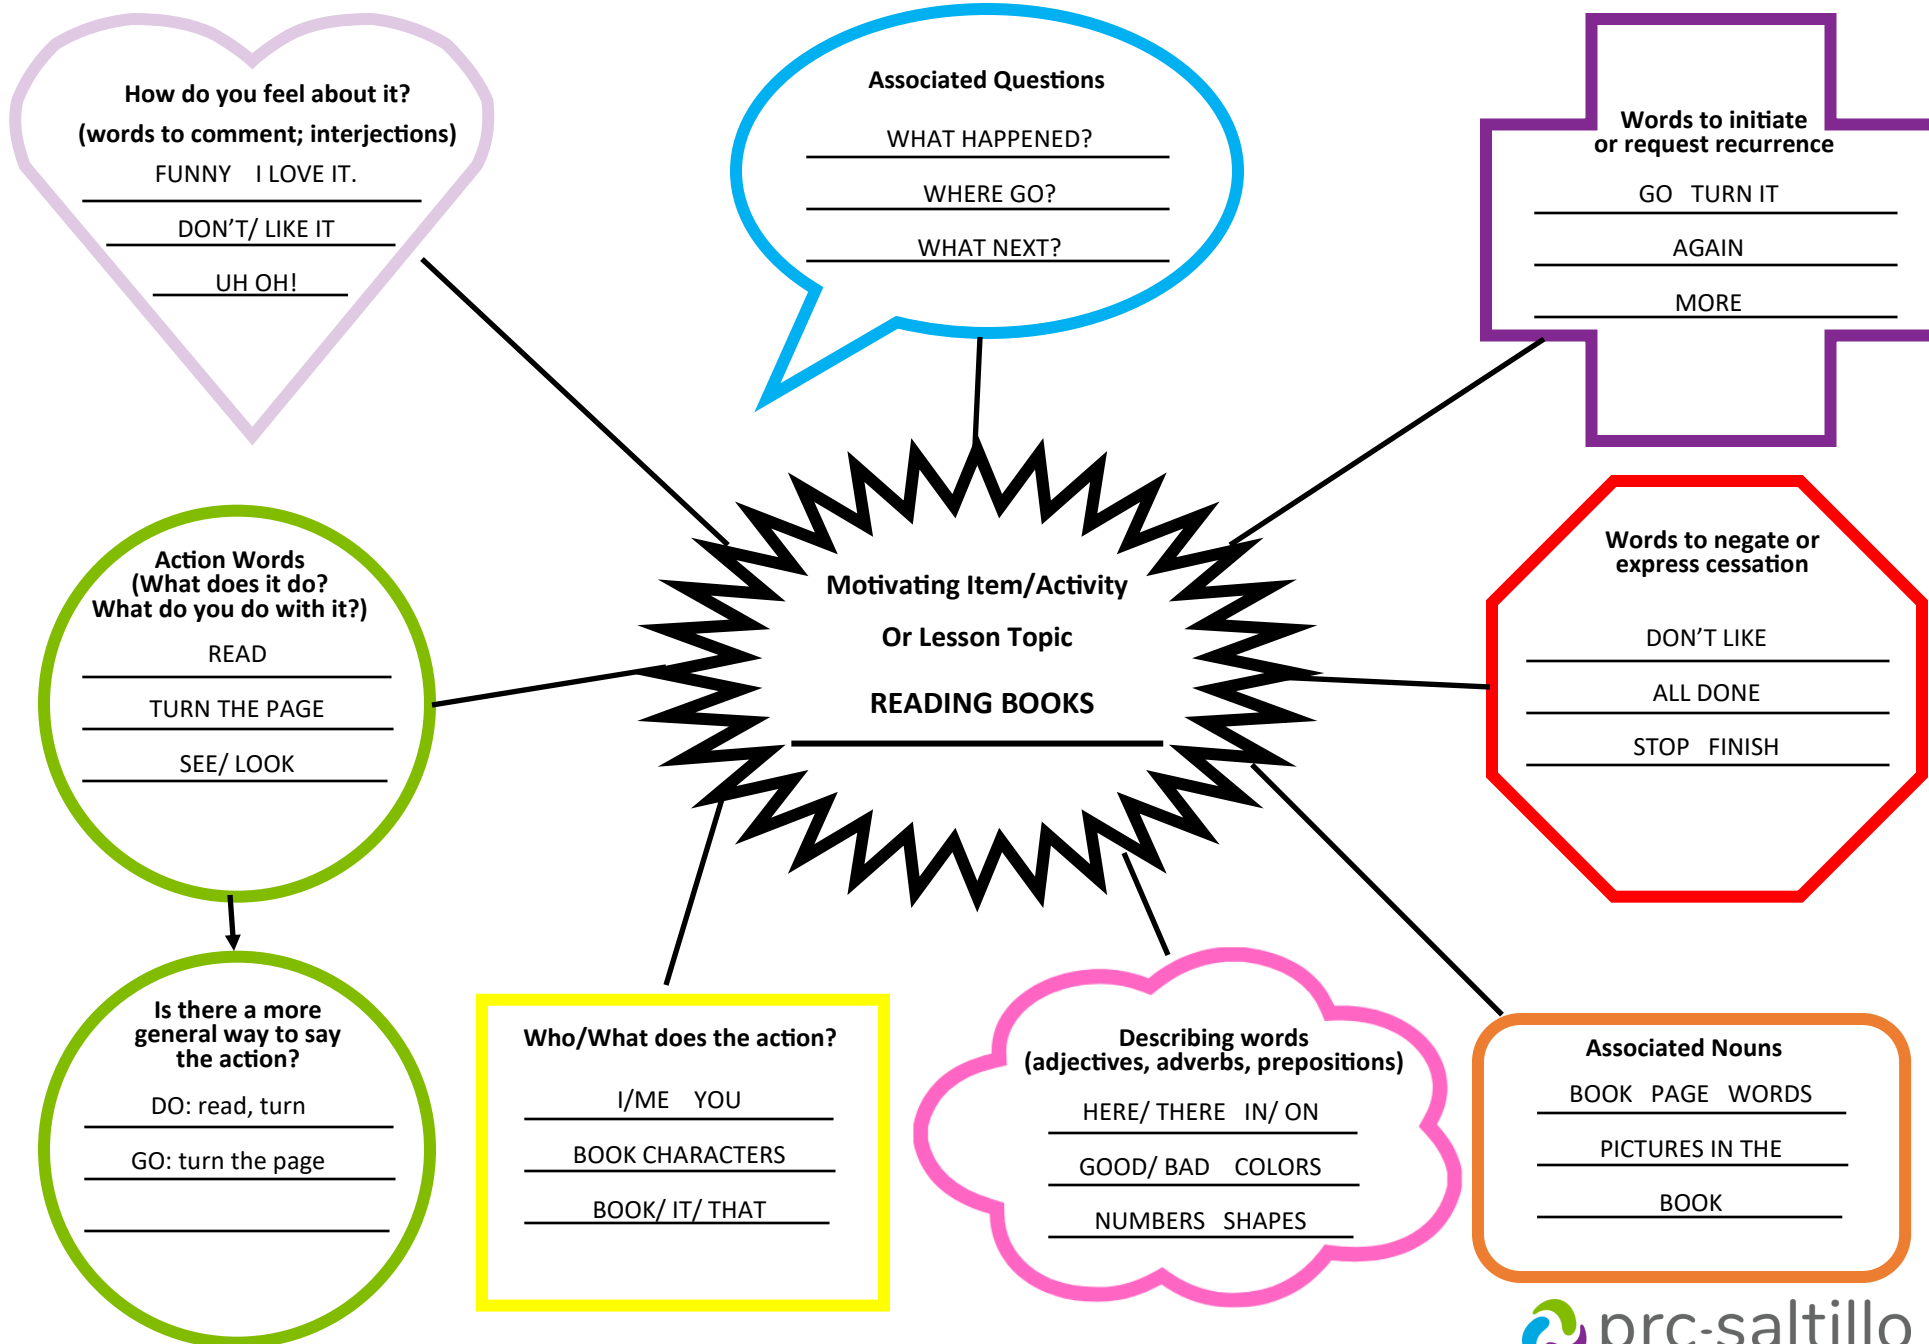 How do you feel about it?
(words to comment; interjections)
FUNNY I LOVE IT.
DON'T/ LIKE IT
UH OH!
Associated Questions
WHAT HAPPENED?
WHERE GO?
WHAT NEXT?
Words to initiate
or request recurrence
GO TURN IT
AGAIN
MORE
Action Words
(What does it do?
What do you do with it?)
READ
TURN THE PAGE
SEE/ LOOK
Motivating Item/Activity
Or Lesson Topic
READING BOOKS
Words to negate or
express cessation
DON'T LIKE
ALL DONE
STOP FINISH
Is there a more
general way to say
the action?
DO: read, turn
GO: turn the page
Who/What does the action?
I/ME YOU
BOOK CHARACTERS
BOOK/ IT/ THAT
Describing words
(adjectives, adverbs, prepositions)
HERE/ THERE IN/ ON
GOOD/ BAD COLORS
NUMBERS SHAPES
Associated Nouns
BOOK PAGE WORDS
PICTURES IN THE
BOOK
prc-saltillo